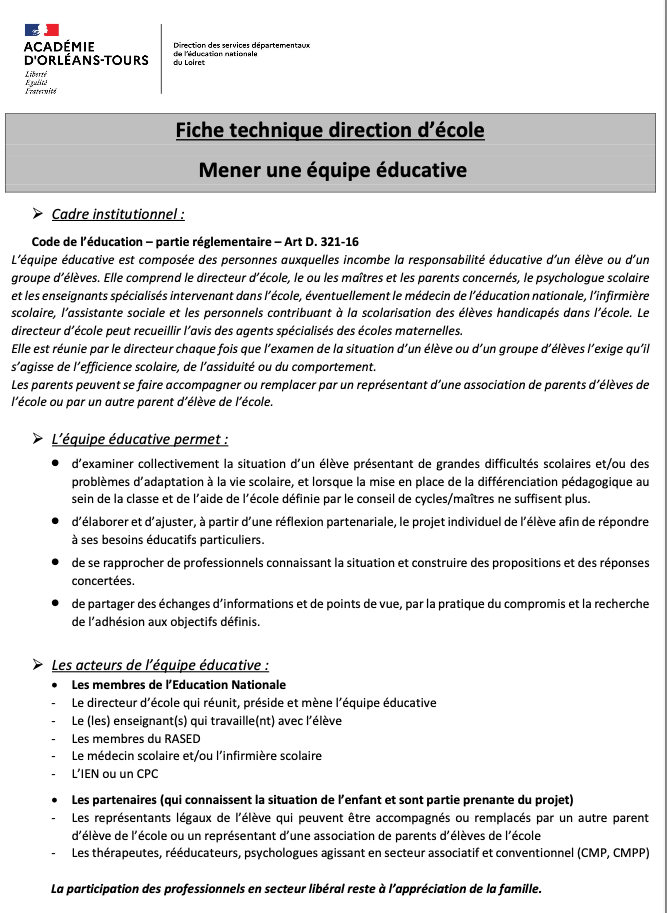 ACADÉMIE
D'ORLÉANS-TOURS
Liberté
Égalité
Fraternité
Direction des services départementaux
de l'éducation nationale
du Loiret
Fiche technique direction d'école
Mener une équipe éducative
➢ Cadre institutionnel :
Code de l'éducation – partie réglementaire – Art D. 321-16
L'équipe éducative est composée des personnes auxquelles incombe la responsabilité éducative d'un élève ou d'un
groupe d'élèves. Elle comprend le directeur d'école, le ou les maîtres et les parents concernés, le psychologue scolaire
et les enseignants spécialisés intervenant dans l'école, éventuellement le médecin de l'éducation nationale, l'infirmière
scolaire, l'assistante sociale et les personnels contribuant à la scolarisation des élèves handicapés dans l'école. Le
directeur d'école peut recueillir l'avis des agents spécialisés des écoles maternelles.
Elle est réunie par le directeur chaque fois que l'examen de la situation d'un élève ou d'un groupe d'élèves l'exige qu'il
s'agisse de l'efficience scolaire, de l'assiduité ou du comportement.
Les parents peuvent se faire accompagner ou remplacer par un représentant d'une association de parents d'élèves de
l'école ou par un autre parent d'élève de l'école.
➢ L'équipe éducative permet :
● d'examiner collectivement la situation d'un élève présentant de grandes difficultés scolaires et/ou des
problèmes d'adaptation à la vie scolaire, et lorsque la mise en place de la différenciation pédagogique au
sein de la classe et de l'aide de l'école définie par le conseil de cycles/maîtres ne suffisent plus.
● d'élaborer et d'ajuster, à partir d'une réflexion partenariale, le projet individuel de l'élève afin de répondre
à ses besoins éducatifs particuliers.
● de se rapprocher de professionnels connaissant la situation et construire des propositions et des réponses
concertées.
● de partager des échanges d'informations et de points de vue, par la pratique du compromis et la recherche
de l'adhésion aux objectifs définis.
➢ Les acteurs de l'équipe éducative :
• Les membres de l'Education Nationale
- Le directeur d'école qui réunit, préside et mène l'équipe éducative
- Le (les) enseignant(s) qui travaille(nt) avec l'élève
- Les membres du RASED
- Le médecin scolaire et/ou l'infirmière scolaire
- L'IEN ou un CPC
• Les partenaires (qui connaissent la situation de l'enfant et sont partie prenante du projet)
- Les représentants légaux de l'élève qui peuvent être accompagnés ou remplacés par un autre parent
d'élève de l'école ou un représentant d'une association de parents d'élèves de l'école
- Les thérapeutes, rééducateurs, psychologues agissant en secteur associatif et conventionnel (CMP, CMPP)
La participation des professionnels en secteur libéral reste à l'appréciation de la famille.